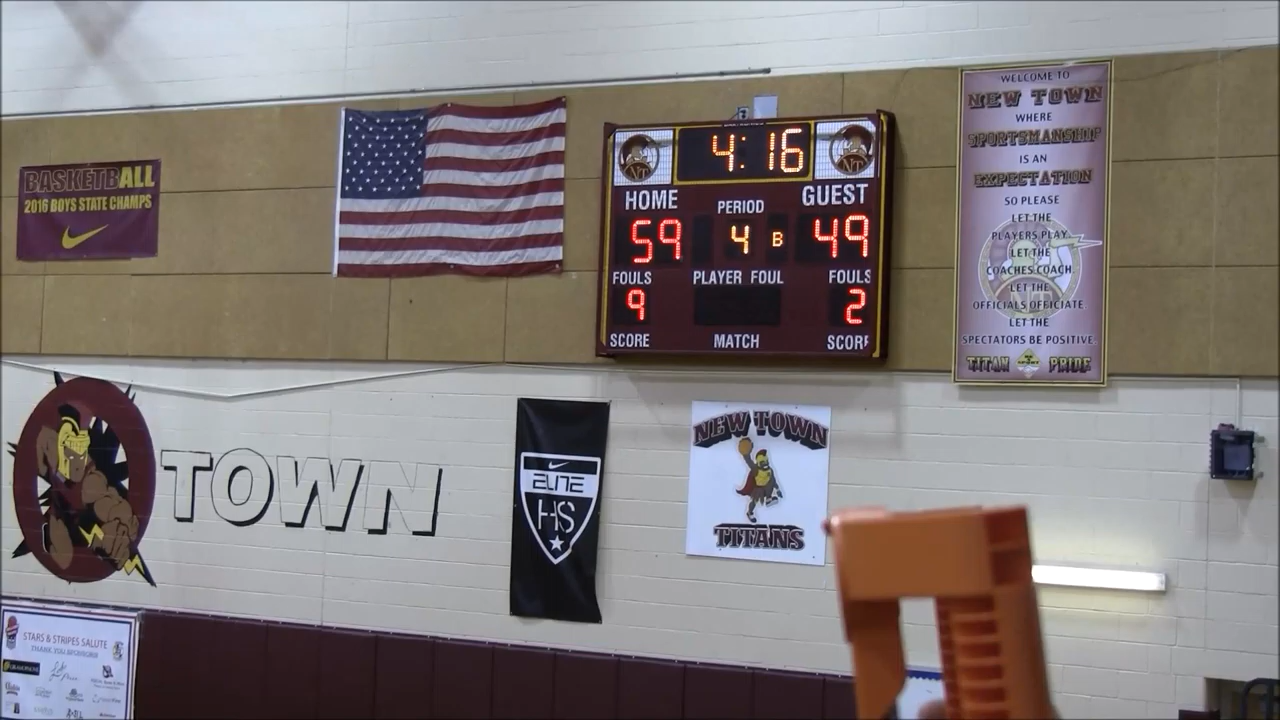 BASKETBALL
2016 BOYS STATE CHAMPS
4:16
NT
NT
HOME
PERIOD
GUEST
59
4
B
49
FOULS
PLAYER FOUL
FOULS
9
2
SCORE
MATCH
SCORE
WELCOME TO
NEW TOWN
WHERE
SPORTSMANSHIP
IS AN
EXPECTATION
SO PLEASE
LET THE
PLAYERS PLAY.
LET THE
COACHES COACH.
LET THE
OFFICIALS OFFICIATE.
LET THE
SPECTATORS BE POSITIVE.
TITAN PRIDE
TOWN
ELITE
HS
NEW TOWN
TITANS
STARS & STRIPES SALUTE
THANK YOU SPONSORS